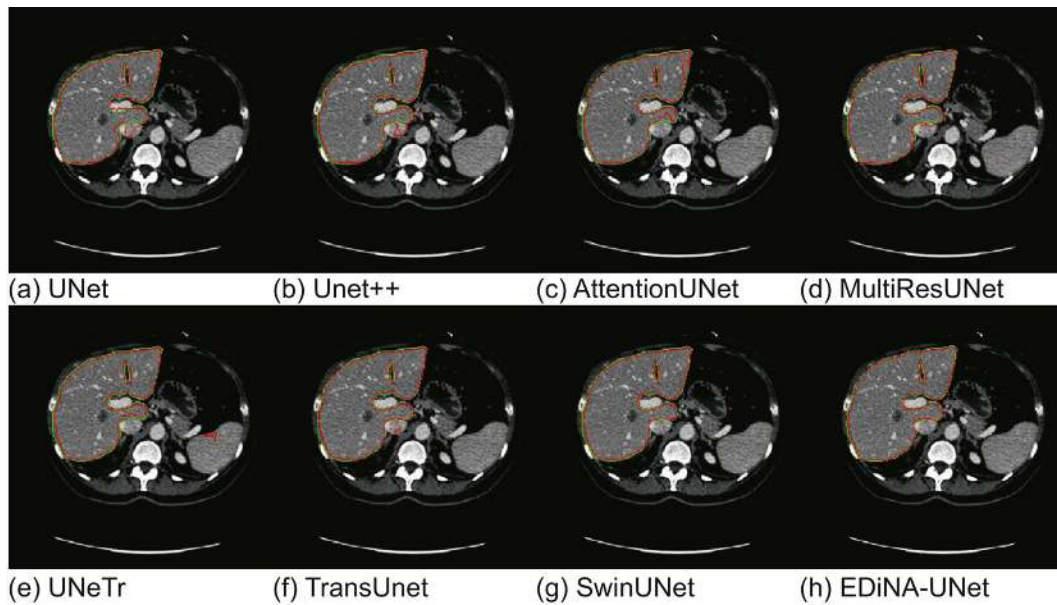 (a) UNet
(b) Unet++
(c) AttentionUNet
(d) MultiResUNet
(e) UNeTr
(f) TransUnet
(g) SwinUNet
(h) EDiNA-UNet